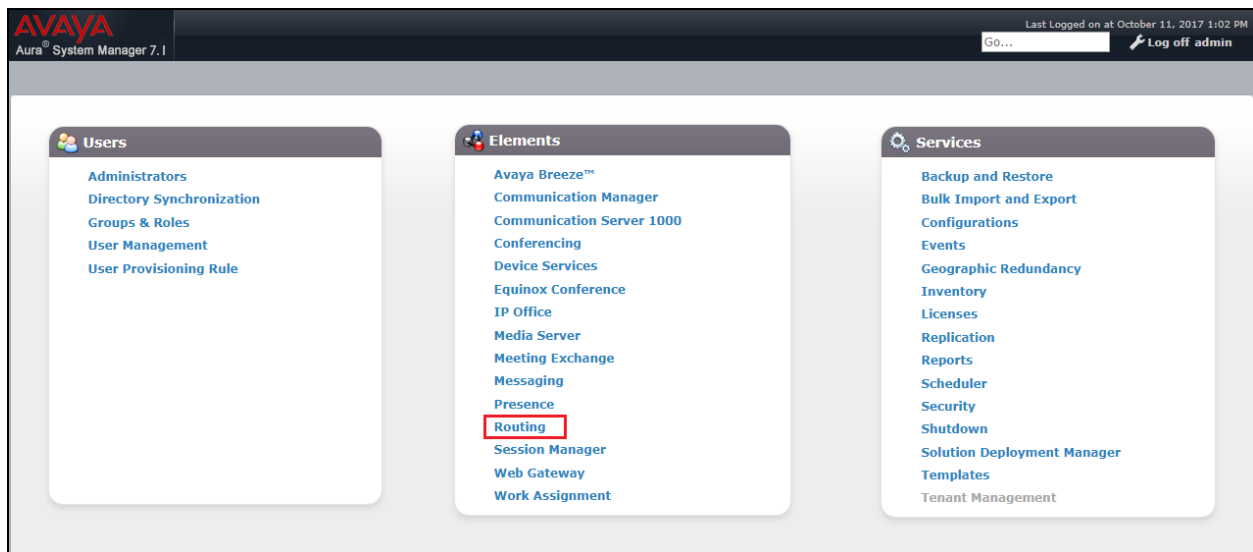 AVAYA
Aura® System Manager 7.1
Last Logged on at October 11, 2017 1:02 PM
Go...
Log off admin
Users
Administrators
Directory Synchronization
Groups & Roles
User Management
User Provisioning Rule
Elements
Avaya Breeze™
Communication Manager
Communication Server 1000
Conferencing
Device Services
Equinox Conference
IP Office
Media Server
Meeting Exchange
Messaging
Presence
Routing
Session Manager
Web Gateway
Work Assignment
Services
Backup and Restore
Bulk Import and Export
Configurations
Events
Geographic Redundancy
Inventory
Licenses
Replication
Reports
Scheduler
Security
Shutdown
Solution Deployment Manager
Templates
Tenant Management